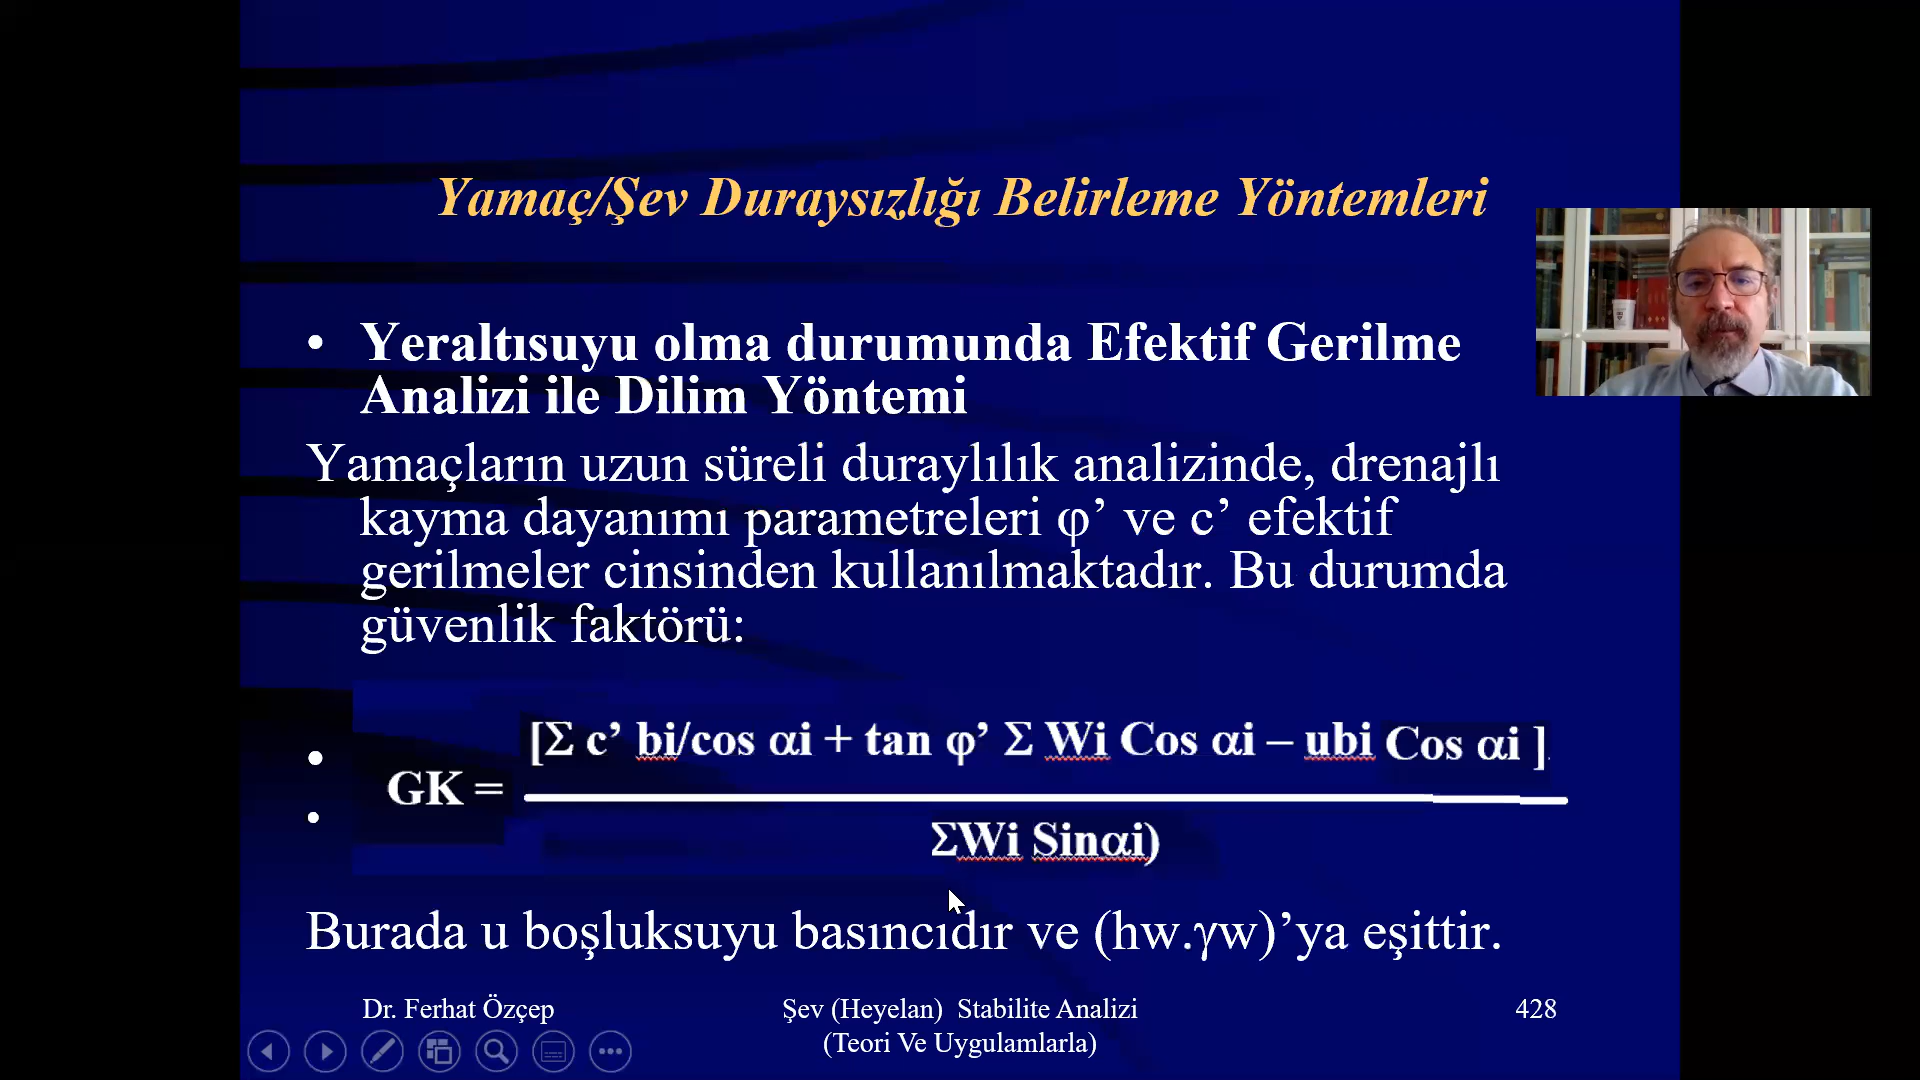 Yamaç/Şev Duraysızlığı Belirleme Yöntemleri
• Yeraltısuyu olma durumunda Efektif Gerilme
Analizi ile Dilim Yöntemi
Yamaçların uzun süreli duraylılık analizinde, drenajlı
kayma dayanımı parametreleri φ’ ve c’ efektif
gerilmeler cinsinden kullanılmaktadır. Bu durumda
güvenlik faktörü:
[Σ c’ bi/cos αi + tan φ’ Σ Wi Cos αi – ubi Cos αi ]
GK =
ΣWi Sinαi)
Burada u boşluksuyu basıncıdır ve (hw.γw)’ya eşittir.
Dr. Ferhat Özçep
Şev (Heyelan) Stabilite Analizi
(Teori Ve Uygulamlarla)
428